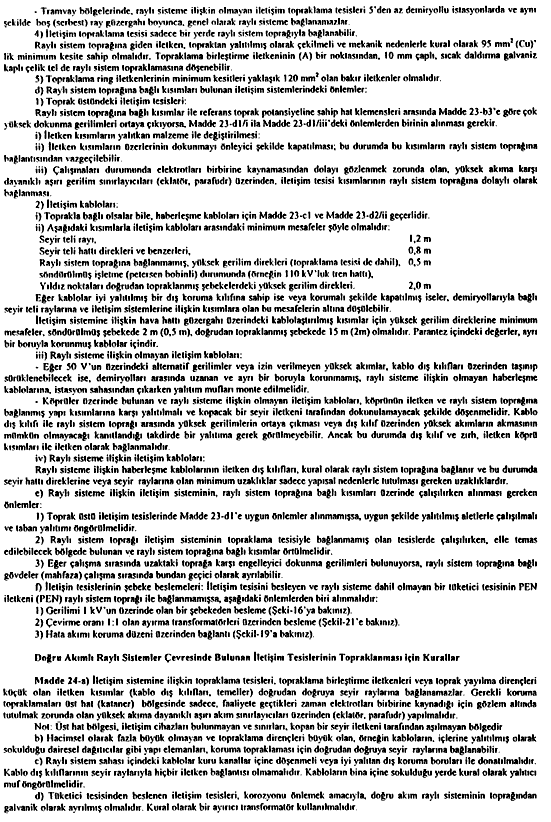 - Tramvay bölgelerinde, raylı sisteme ilişkin olmayan iletişim topraklama tesisleri 5'den az demiryollu istasyonlarda ve aynı
şekilde boş (serbest) ray güzergahı boyunca, genel olarak raylı sisteme bağlanamazlar.
4) İletişim topraklama tesisi sadece bir yerde raylı sistem toprağıyla bağlanabilir.
Raylı sistem toprağına giden iletken, topraktan yalıtılmış olarak çekilmeli ve mekanik nedenlerle kural olarak 95 mm² (Cu)'
lik minimum kesite sahip olmalıdır. Topraklama birleştirme iletkeninin (A) bir noktasından, 10 mm çaplı, sıcak daldırma galvaniz
kaplı çelik tel de raylı sistem topraklamasına döşenebilir.
5) Topraklama ring iletkenlerinin minimum kesitleri yaklaşık 120 mm² olan bakır iletkenler olmalıdır.
d) Raylı sistem toprağına bağlı kısımları bulunan iletişim sistemlerindeki önlemler:
1) Toprak üstündeki iletişim tesisleri:
Raylı sistem toprağına bağlı kısımlar ile referans toprak potansiyeline sahip hat klemensleri arasında Madde 23-b3'e göre çok
yüksek dokunma gerilimleri ortaya çıkıyorsa, Madde 23-d1/i ila Madde 23-d1/iii'deki önlemlerden birinin alınması gerekir.
i) İletken kısımların yalıtkan malzeme ile değiştirilmesi:
ii) İletken kısımların üzerlerinin dokunmayı önleyici şekilde kapatılması; bu durumda bu kısımların raylı sistem toprağına
bağlantısından vazgeçilebilir.
iii) Çalışmaları durumunda elektrotları birbirine kaynamasından dolayı gözlenmek zorunda olan, yüksek akıma karşı
dayanıklı aşırı gerilim sınırlayıcıları (eklatör, parafudr) üzerinden, iletişim tesisi kısımlarının raylı sistem toprağına dolaylı olarak
bağlanması.
2) İletişim kabloları:
i) Toprakla bağlı olsalar bile, haberleşme kabloları için Madde 23-c1 ve Madde 23-d2/ii geçerlidir.
ii) Aşağıdaki kısımlarla iletişim kabloları arasındaki minimum mesafeler şöyle olmalıdır:
Seyir teli rayı, 1,2 m
Seyir teli hattı direkleri ve benzerleri, 0,8 m
Raylı sistem toprağına bağlanmamış, yüksek gerilim direkleri (topraklama tesisi de dahil), 0,5 m
söndürülmüş işletme (petersen bobinli) durumunda (örneğin 110 kV'luk tren hattı),
Yıldız noktaları doğrudan topraklanmış şebekelerdeki yüksek gerilim direkleri. 2,0 m
Eğer kablolar iyi yalıtılmış bir dış koruma kılıfına sahip ise veya korumalı şekilde kapatılmış iseler, demiryollarıyla bağlı
seyir teli raylarına ve iletişim sistemlerine ilişkin kısımlara olan bu mesafelerin altına düşülebilir.
İletişim sistemine ilişkin hava hattı güzergahı üzerindeki kablolaştırılmış kısımlar için yüksek gerilim direklerine minimum
mesafeler, söndürülmüş şebekede 2 m (0,5 m), doğrudan topraklanmış şebekede 15 m (2m) olmalıdır. Parantez içindeki değerler, ayrı
bir boruyla korunmuş kablolar içindir.
iii) Raylı sisteme ilişkin olmayan iletişim kabloları:
- Eğer 50 V'un üzerindeki alternatif gerilimler veya izin verilmeyen yüksek akımlar, kablo dış kılıfları üzerinden taşınıp
sürüklenebilecek ise, demiryolları arasında uzanan ve ayrı bir boruyla korunmamış, raylı sisteme ilişkin olmayan haberleşme
kablolarına, istasyon sahasından çıkarken yalıtım mufları monte edilmelidir.
- Köprüler üzerinde bulunan ve raylı sisteme ilişkin olmayan iletişim kabloları, köprünün iletken ve raylı sistem toprağına
bağlanmış yapı kısımlarına karşı yalıtılmalı ve kopacak bir seyir iletkeni tarafından dokunulamayacak şekilde döşenmelidir. Kablo
dış kılıfı ile raylı sistem toprağı arasında yüksek gerilimlerin ortaya çıkması veya dış kılıf üzerinden yüksek akımların akmasının
mümkün olmayacağı kanıtlandığı takdirde bir yalıtıma gerek görülmeyebilir. Ancak bu durumda dış kılıf ve zırh, iletken köprü
kısımları ile iletken olarak bağlanmalıdır.
iv) Raylı sisteme ilişkin iletişim kabloları:
Raylı sisteme ilişkin haberleşme kablolarının iletken dış kılıfları, kural olarak raylı sistem toprağına bağlanır ve bu durumda
seyir hattı direklerine veya seyir raylarına olan minimum uzaklıklar sadece yapısal nedenlerle tutulması gereken uzaklıklardır.
e) Raylı sisteme ilişkin iletişim sisteminin, raylı sistem toprağına bağlı kısımları üzerinde çalışılırken alınması gereken
önlemler:
1) Toprak üstü iletişim tesislerinde Madde 23-d1'e uygun önlemler alınmamışsa, uygun şekilde yalıtılmış aletlerle çalışılmalı
ve taban yalıtımı öngörülmelidir.
2) Raylı sistem toprağı iletişim sisteminin topraklama tesisiyle bağlanmamış olan tesislerde çalışılırken, elle temas
edilebilecek bölgede bulunan ve raylı sistem toprağına bağlı kısımlar örtülmelidir.
3) Eğer çalışma sırasında uzaktaki toprağa karşı engelleyici dokunma gerilimleri bulunuyorsa, raylı sistem toprağına bağlı
gövdeler (mahfaza) çalışma sırasında bundan geçici olarak ayrılabilir.
f) İletişin tesislerinin şebeke beslemeleri: İletişim tesisini besleyen ve raylı sisteme dahil olmayan bir tüketici tesisinin PEN
iletkeni (PEN) raylı sistem toprağı ile bağlanmamışsa, aşağıdaki önlemlerden biri alınmalıdır:
1) Gerilimi 1 kV'un üzerinde olan bir şebekeden besleme (Şeki-16'ya bakınız).
2) Çevirme oranı 1:1 olan ayırma transformatörleri üzerinden besleme (Şekil-21'e bakınız).
3) Hata akımı koruma düzeni üzerinden bağlantı (Şekil-19'a bakınız).
Doğru Akımlı Raylı Sistemler Çevresinde Bulunan İletişim Tesislerinin Topraklanması için Kurallar
Madde 24-a) İletişim sistemine ilişkin topraklama tesisleri, topraklama birleştirme iletkenleri veya toprak yayılma dirençleri
küçük olan iletken kısımlar (kablo dış kılıfları, temeller) doğrudan doğruya seyir raylarına bağlanamazlar. Gerekli koruma
topraklamaları üst hat (katener) bölgesinde sadece, faaliyete geçtikleri zaman elektrotları birbirine kaynadığı için gözlem altında
tutulmak zorunda olan yüksek akıma dayanıklı aşırı akım sınırlayıcıları üzerinden (eklatör, parafudr) yapılmalıdır.
Not: Üst hat bölgesi, iletişim cihazları bulunmayan ve sınırı, kopan bir seyir iletkeni tarafından aşılmayan bölgedir
b) Hacimsel olarak fazla büyük olmayan ve topraklama dirençleri büyük olan, örneğin kabloların, içlerine yalıtılmış olarak
sokulduğu dairesel dağıtıcılar gibi yapı elemanları, koruma topraklaması için doğrudan doğruya seyir raylarına bağlanabilir.
c) Raylı sistem sahası içindeki kablolar kuru kanallar içine döşenmeli veya iyi yalıtan dış koruma boruları ile donatılmalıdır.
Kablo dış kılıflarının seyir raylarıyla hiçbir iletken bağlantısı olmamalıdır. Kabloların bina içine sokulduğu yerde kural olarak yalıtıcı
muf öngörülmelidir.
d) Tüketici tesisinden beslenen iletişim tesisleri, korozyonu önlemek amacıyla, doğru akım raylı sisteminin toprağından
galvanik olarak ayrılmış olmalıdır. Kural olarak bir ayırıcı transformatör kullanılmalıdır.